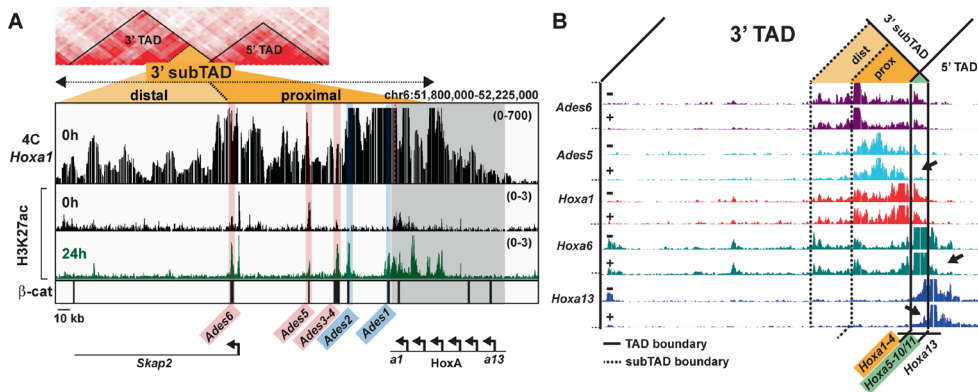 A
3' TAD
5' TAD
3' subTAD
distal
proximal
chr6:51,800,000-52,225,000
4C
Hoxa1
0h
(0-700)
H3K27ac
0h
(0-3)
24h
(0-3)
β-cat
10 kb
Ades6
Ades5
Ades3-4
Ades2
Ades1
Skap2
a1
HoxA
a13
B
3' TAD
3' subTAD
5' TAD
dist
prox
Ades6
-
+
Ades5
-
+
Hoxa1
-
+
Hoxa6
-
+
Hoxa13
-
+
TAD boundary
subTAD boundary
Hoxa1-4
Hoxa5-10/11
Hoxa13